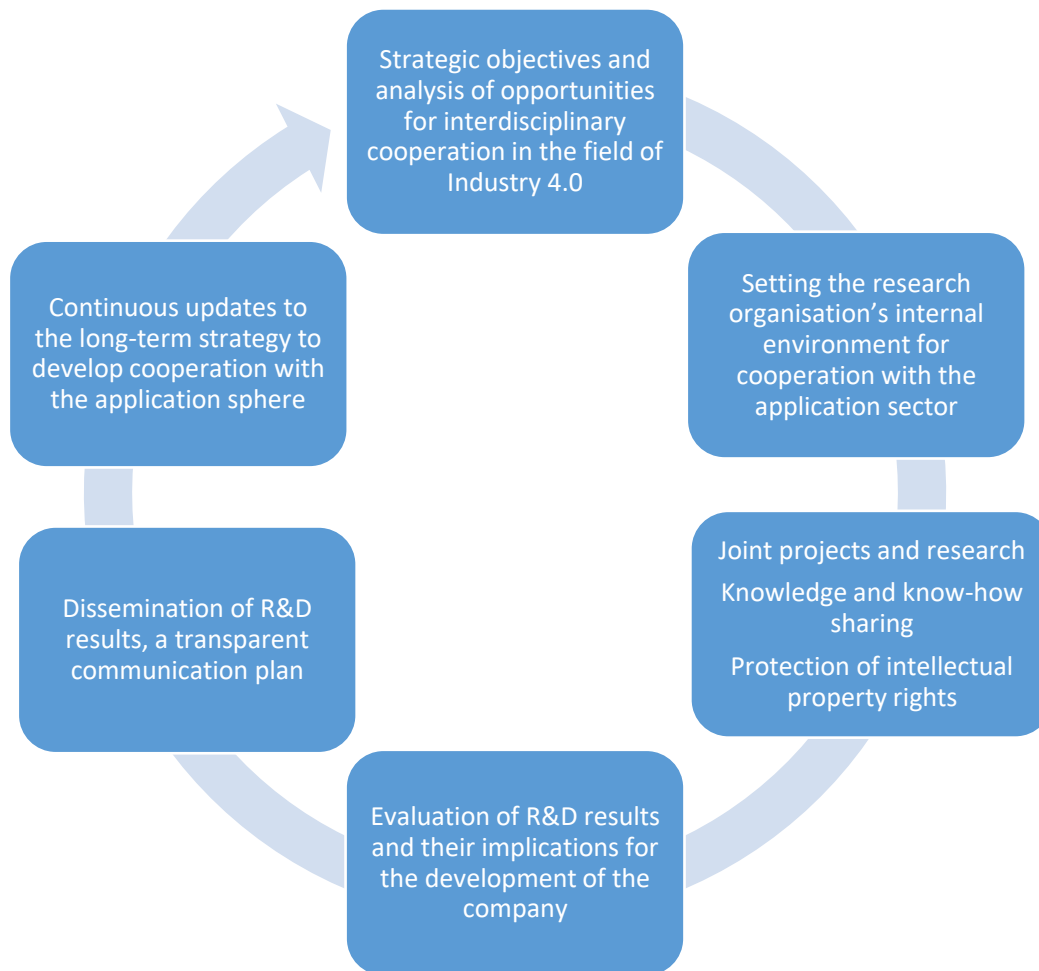 Strategic objectives and
analysis of opportunities
for interdisciplinary
cooperation in the field of
Industry 4.0
Setting the research
organisation’s internal
environment for
cooperation with the
application sector
Joint projects and research
Knowledge and know-how
sharing
Protection of intellectual
property rights
Evaluation of R&D results
and their implications for
the development of the
company
Dissemination of R&D
results, a transparent
communication plan
Continuous updates to
the long-term strategy to
develop cooperation with
the application sphere